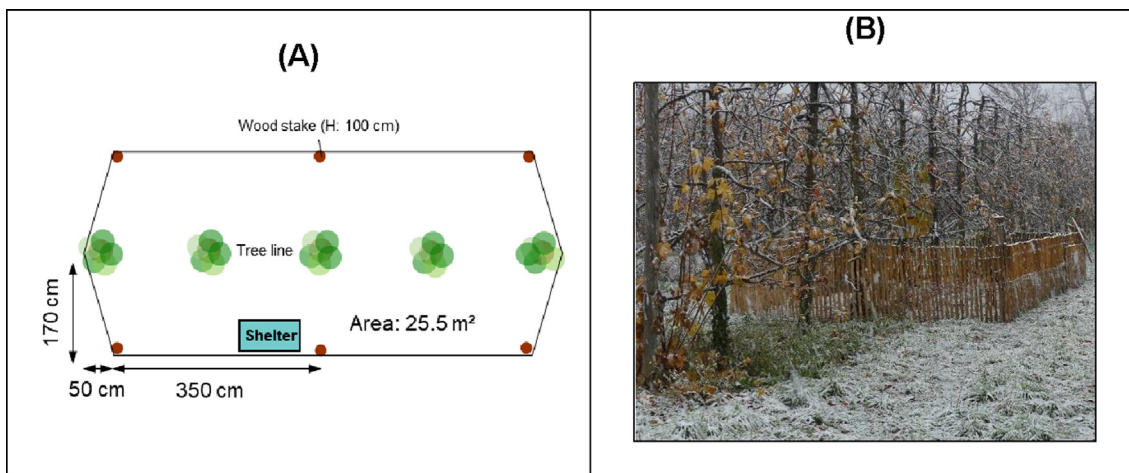 (A)
Wood stake (H: 100 cm)
Tree line
170 cm
Shelter
Area: 25.5 m²
50 cm
350 cm
(B)